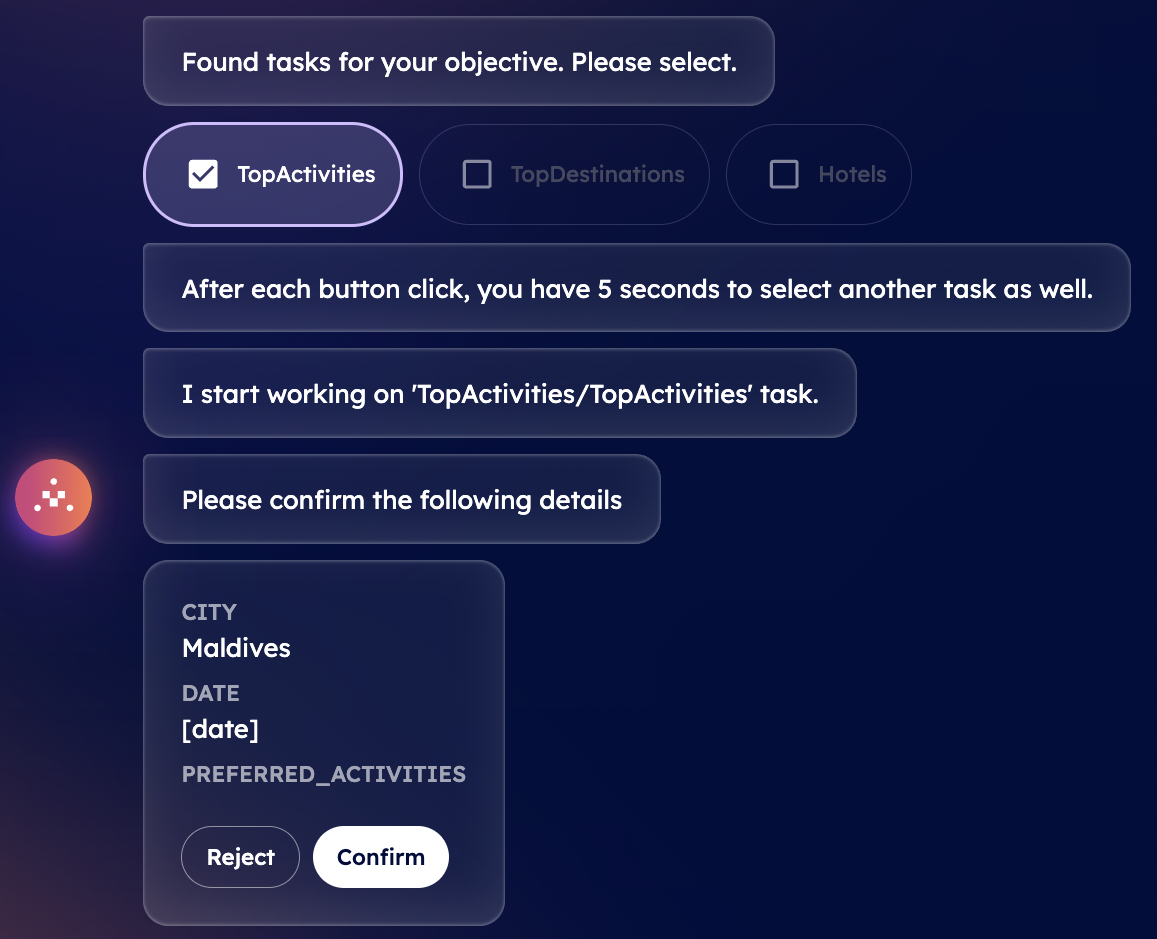 Found tasks for your objective. Please select.
TopActivities
TopDestinations
Hotels
After each button click, you have 5 seconds to select another task as well.
I start working on 'TopActivities/TopActivities' task.
Please confirm the following details
CITY
Maldives
DATE
[date]
PREFERRED_ACTIVITIES
Reject
Confirm